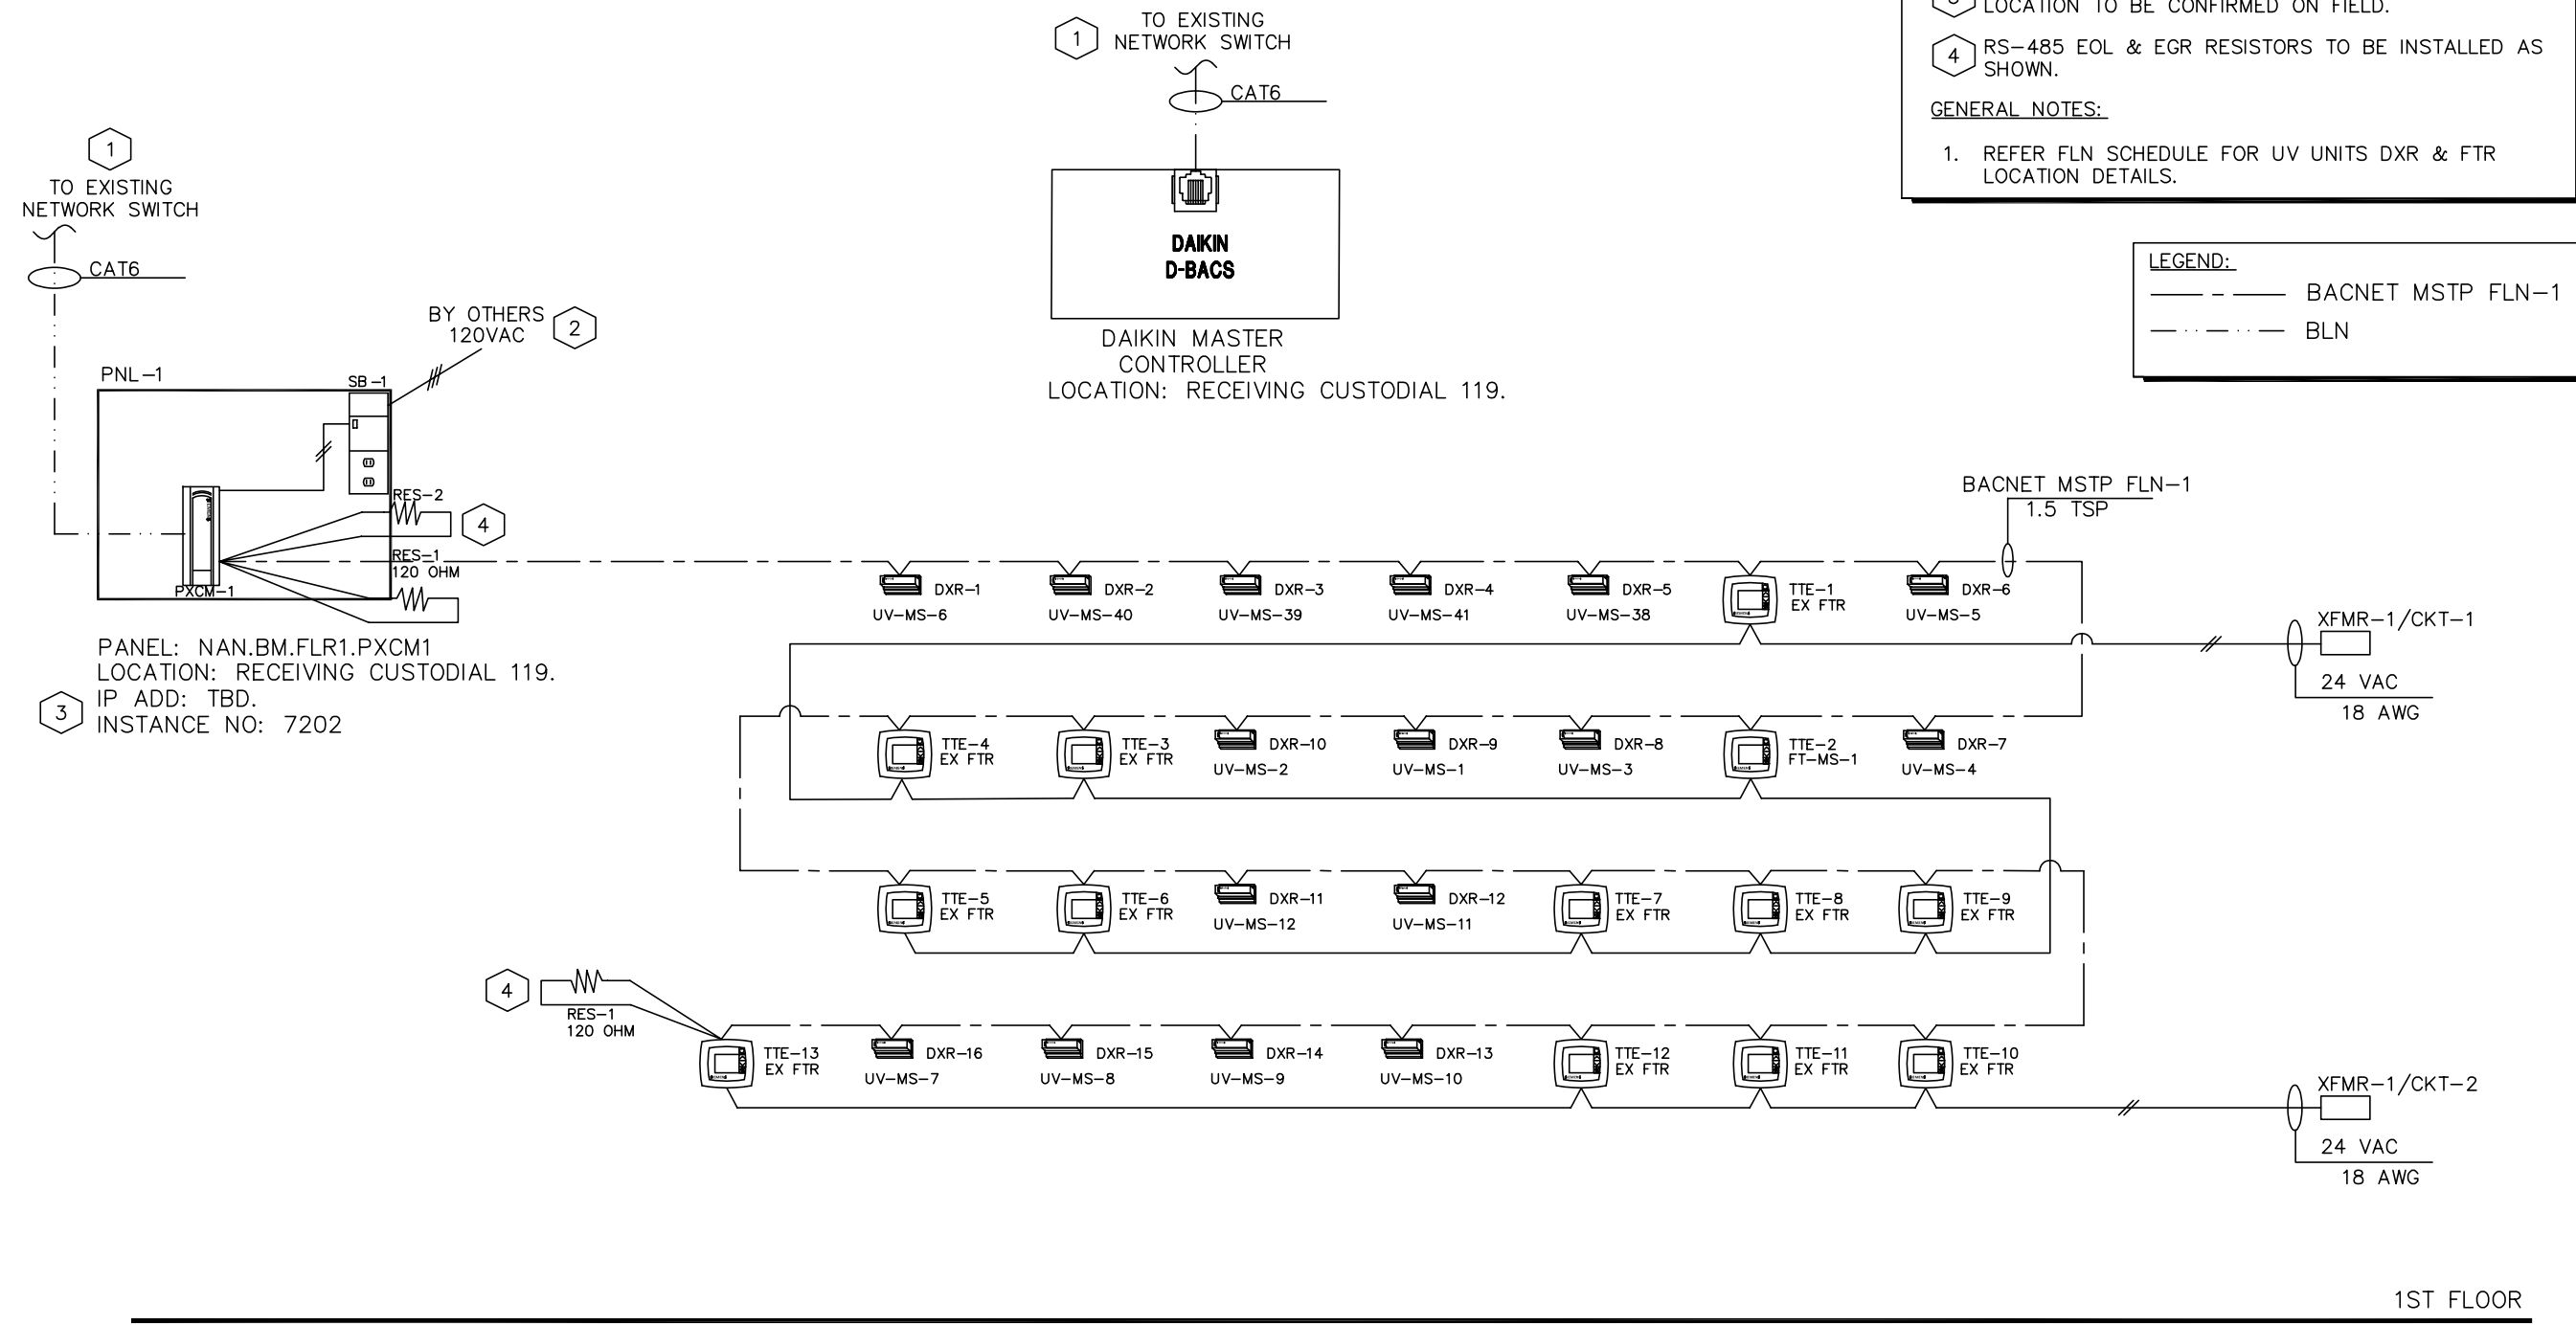 1
TO EXISTING
NETWORK SWITCH
CAT6
LOCATION TO BE CONFIRMED ON FIELD.
4
RS-485 EOL & EGR RESISTORS TO BE INSTALLED AS
SHOWN.
GENERAL NOTES:
1. REFER FLN SCHEDULE FOR UV UNITS DXR & FTR
LOCATION DETAILS.
1
TO EXISTING
NETWORK SWITCH
CAT6
DAIKIN
D-BACS
DAIKIN MASTER
CONTROLLER
LOCATION: RECEIVING CUSTODIAL 119.
LEGEND:
BACNET MSTP FLN-1
BLN
BY OTHERS
120VAC
2
PNL-1
SB-1
RES-2
4
RES-1
120 OHM
PXCM-1
PANEL: NAN.BM.FLR1.PXCM1
LOCATION: RECEIVING CUSTODIAL 119.
IP ADD: TBD.
3
INSTANCE NO: 7202
BACNET MSTP FLN-1
1.5 TSP
DXR-1
UV-MS-6
DXR-2
UV-MS-40
DXR-3
UV-MS-39
DXR-4
UV-MS-41
DXR-5
UV-MS-38
TTE-1
EX FTR
DXR-6
UV-MS-5
XFMR-1/CKT-1
24 VAC
18 AWG
TTE-4
EX FTR
TTE-3
EX FTR
DXR-10
UV-MS-2
DXR-9
UV-MS-1
DXR-8
UV-MS-3
TTE-2
FT-MS-1
DXR-7
UV-MS-4
TTE-5
EX FTR
TTE-6
EX FTR
DXR-11
UV-MS-12
DXR-12
UV-MS-11
TTE-7
EX FTR
TTE-8
EX FTR
TTE-9
EX FTR
4
RES-1
120 OHM
TTE-13
EX FTR
DXR-16
UV-MS-7
DXR-15
UV-MS-8
DXR-14
UV-MS-9
DXR-13
UV-MS-10
TTE-12
EX FTR
TTE-11
EX FTR
TTE-10
EX FTR
XFMR-1/CKT-2
24 VAC
18 AWG
1ST FLOOR